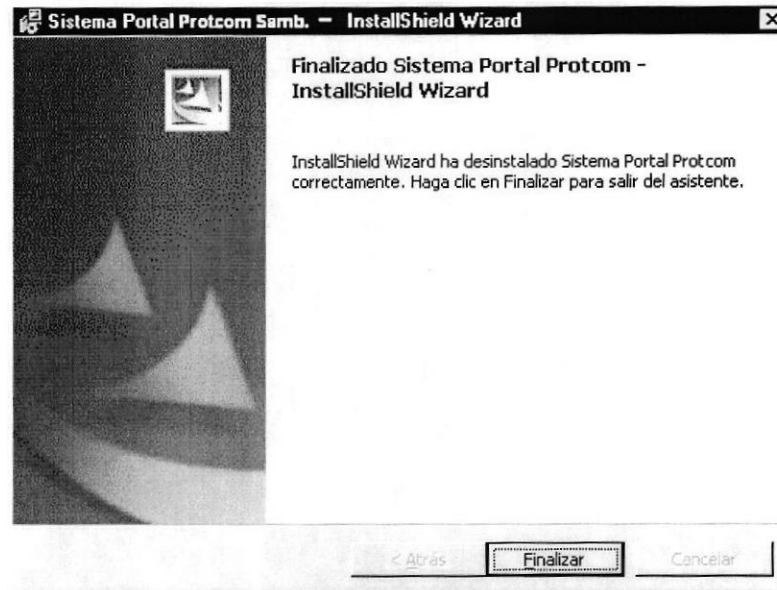 Sistema Portal Protcom Samb. - InstallShield Wizard
Finalizado Sistema Portal Protcom -
InstallShield Wizard
InstallShield Wizard ha desinstalado Sistema Portal Protcom
correctamente. Haga clic en Finalizar para salir del asistente.
< Atrás
Finalizar
Cancelar